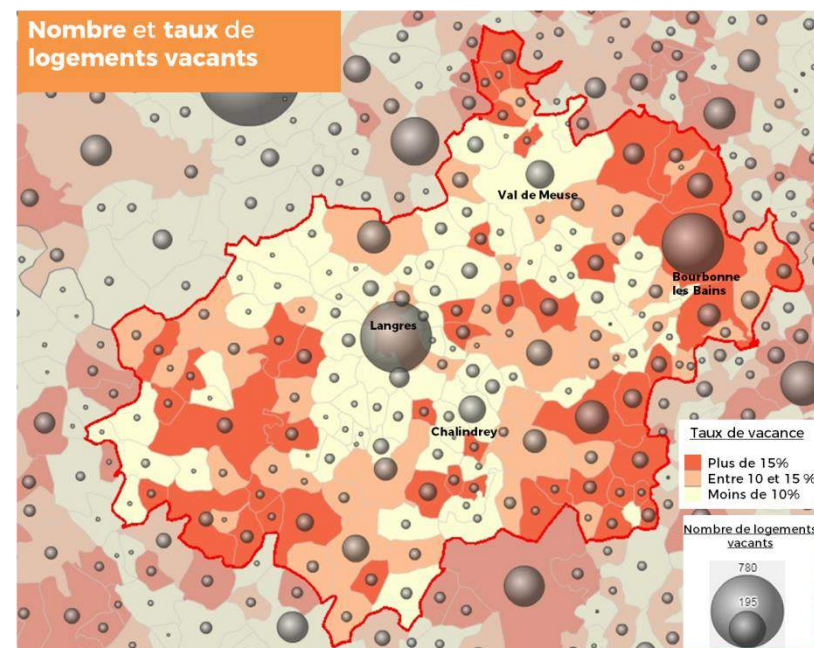 Nombre et taux de
logements vacants
Val de Meuse
Bourbonne
les Bains
Langres
Chalindrey
Taux de vacance
Plus de 15%
Entre 10 et 15 %
Moins de 10%
Nombre de logements
vacants
780
195